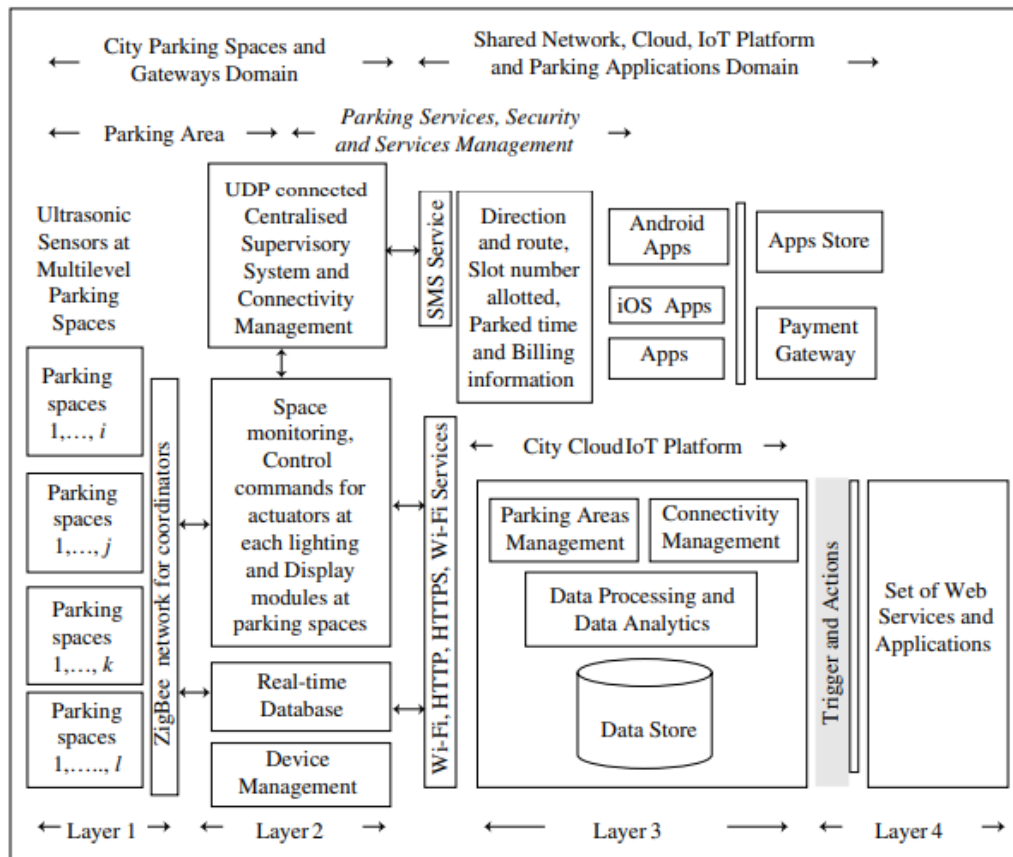 City Parking Spaces and
Gateways Domain
Shared Network, Cloud, IoT Platform
and Parking Applications Domain
Parking Area
Parking Services, Security
and Services Management
Ultrasonic
Sensors at
Multilevel
Parking
Spaces
UDP connected
Centralised
Supervisory
System and
Connectivity
Management
SMS Service
Direction
and route,
Slot number
allotted,
Parked time
and Billing
information
Android
Apps
iOS Apps
Apps
Apps Store
Payment
Gateway
Parking
spaces
1,…, i
Parking
spaces
1,…, j
Parking
spaces
1,…, k
Parking
spaces
1,….., l
ZigBee network for coordinators
Space
monitoring,
Control
commands for
actuators at
each lighting
and Display
modules at
parking spaces
Real-time
Database
Device
Management
Wi-Fi, HTTP, HTTPS, Wi-Fi Services
City Cloud IoT Platform
Parking Areas
Management
Connectivity
Management
Data Processing and
Data Analytics
Data Store
Trigger and Actions
Set of Web
Services and
Applications
Layer 1
Layer 2
Layer 3
Layer 4